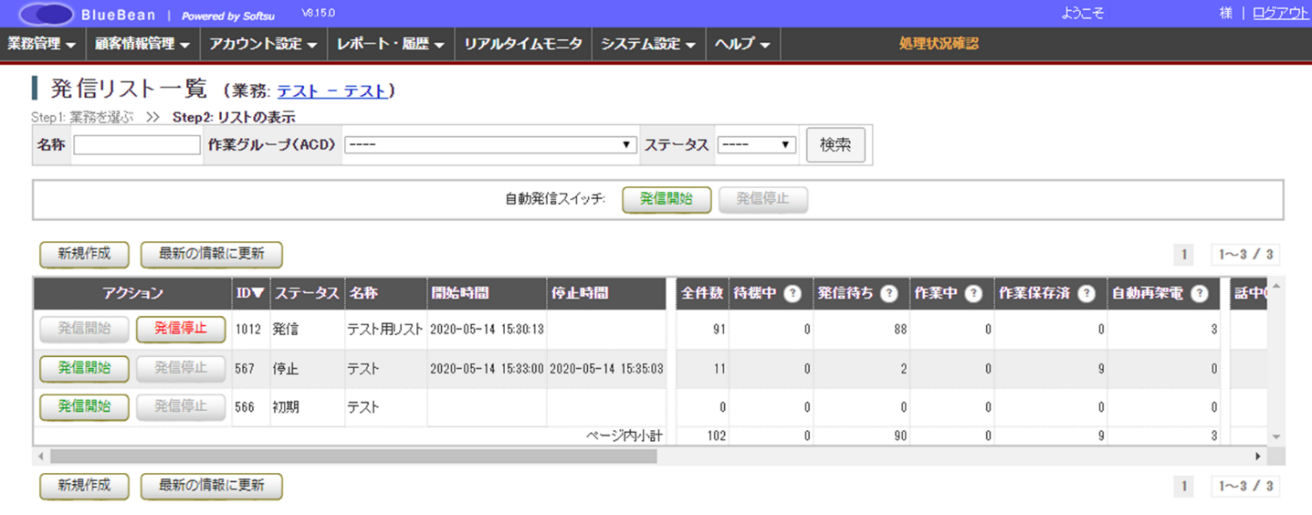 BlueBean | Powered by Softsu V3.15.0 ようこそ 様 | ログアウト
業務管理 ▼ 顧客情報管理 ▼ アカウント設定 ▼ レポート・履歴 ▼ リアルタイムモニタ システム設定 ▼ ヘルプ ▼ 処理状況確認
発信リスト一覧 (業務: テスト - テスト)
Step1: 業務を選ぶ >> Step2: リストの表示
名称 作業グループ(ACD) ---- ▼ ステータス ---- ▼ 検索
自動発信スイッチ: 発信開始 発信停止
新規作成 最新の情報に更新 1 1～3 / 3
アクション ID▼ ステータス 名称 開始時間 停止時間 全件数 待機中 ? 発信待ち ? 作業中 ? 作業保存済 ? 自動再架電 ? 話中
発信開始 発信停止 1012 発信 テスト用リスト 2020-05-14 15:30:13 91 0 88 0 0 3
発信開始 発信停止 567 停止 テスト 2020-05-14 15:33:00 2020-05-14 15:35:03 11 0 2 0 9 0
発信開始 発信停止 566 初期 テスト 0 0 0 0 0 0
ページ内小計 102 0 90 0 9 3
新規作成 最新の情報に更新 1 1～3 / 3